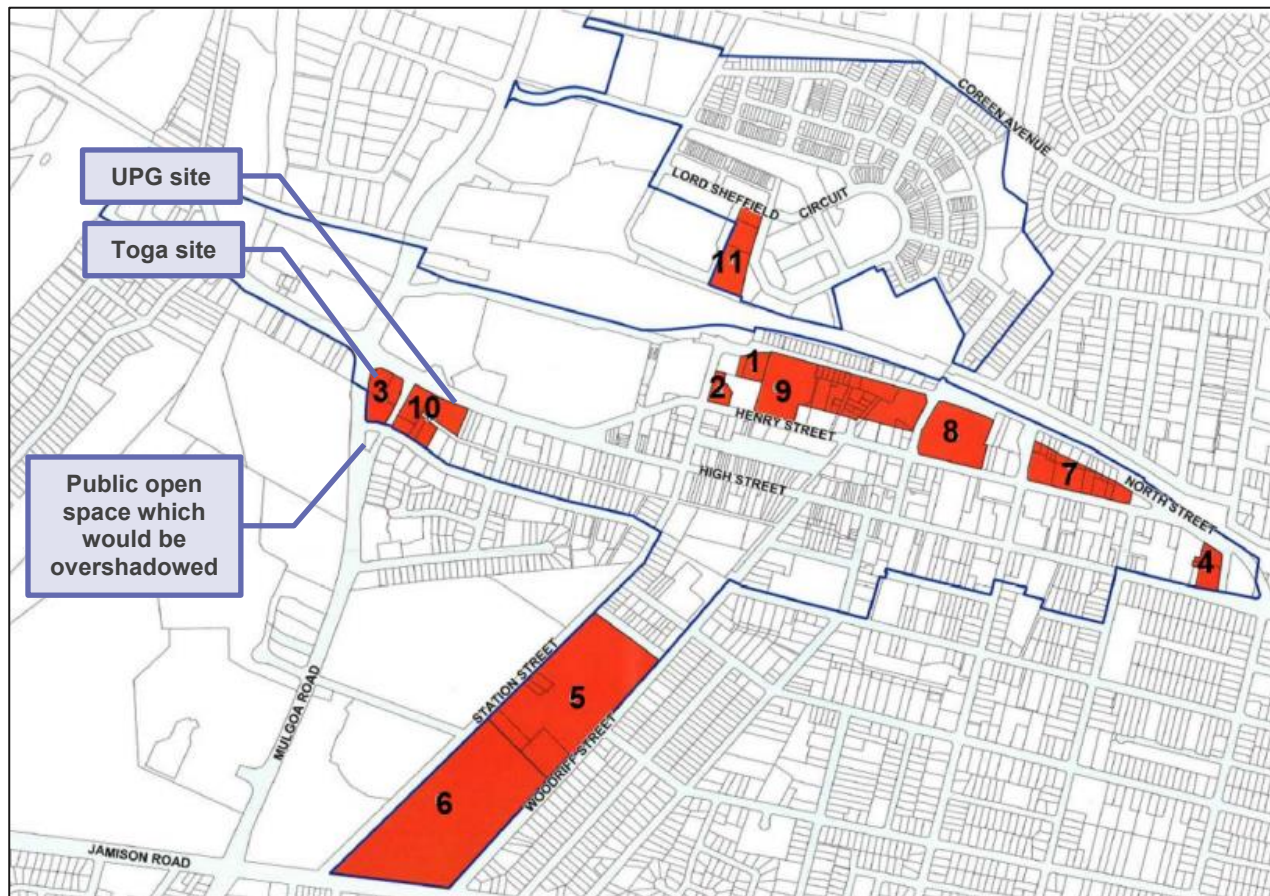 COREEN AVENUE
UPG site
LORD SHEFFIELD
CIRCUIT
Toga site
11
1
2
9
3
10
HENRY STREET
8
HIGH STREET
7
NORTH STREET
Public open
space which
would be
overshadowed
4
STATION STREET
5
MULGOA ROAD
WOODRIFF STREET
6
JAMISON ROAD